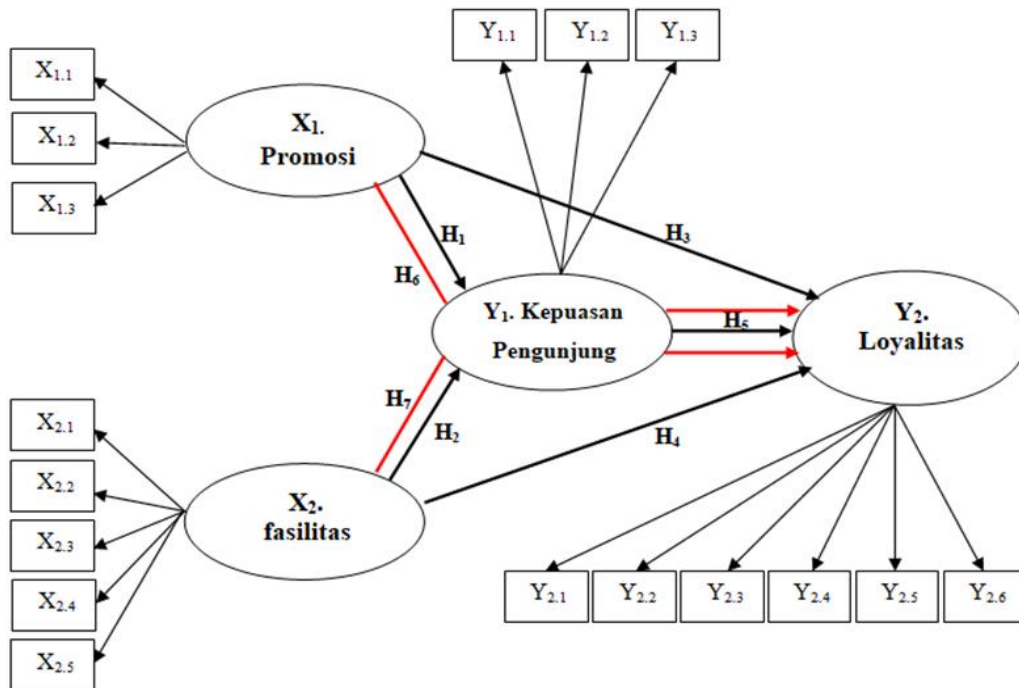 X1.1
X1.2
X1.3
X1.
Promosi
Y1.1
Y1.2
Y1.3
H1
H6
H3
Y1. Kepuasan
Pengunjung
H5
Y2.
Loyalitas
H7
H2
H4
X2.1
X2.2
X2.3
X2.4
X2.5
X2.
fasilitas
Y2.1
Y2.2
Y2.3
Y2.4
Y2.5
Y2.6